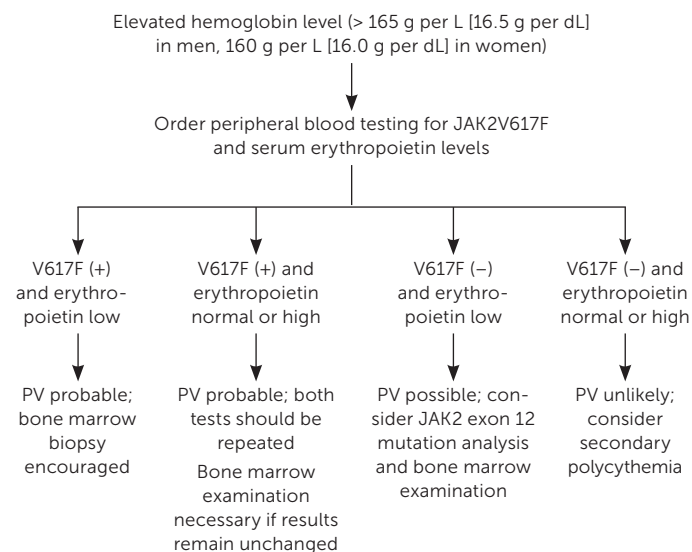 Elevated hemoglobin level (> 165 g per L [16.5 g per dL]
in men, 160 g per L [16.0 g per dL] in women)
Order peripheral blood testing for JAK2V617F
and serum erythropoietin levels
V617F (+)
and erythro-
poietin low
V617F (+) and
erythropoietin
normal or high
V617F (–)
and erythro-
poietin low
V617F (–) and
erythropoietin
normal or high
PV probable;
bone marrow
biopsy
encouraged
PV probable; both
tests should be
repeated
Bone marrow
examination
necessary if results
remain unchanged
PV possible; con-
sider JAK2 exon 12
mutation analysis
and bone marrow
examination
PV unlikely;
consider
secondary
polycythemia